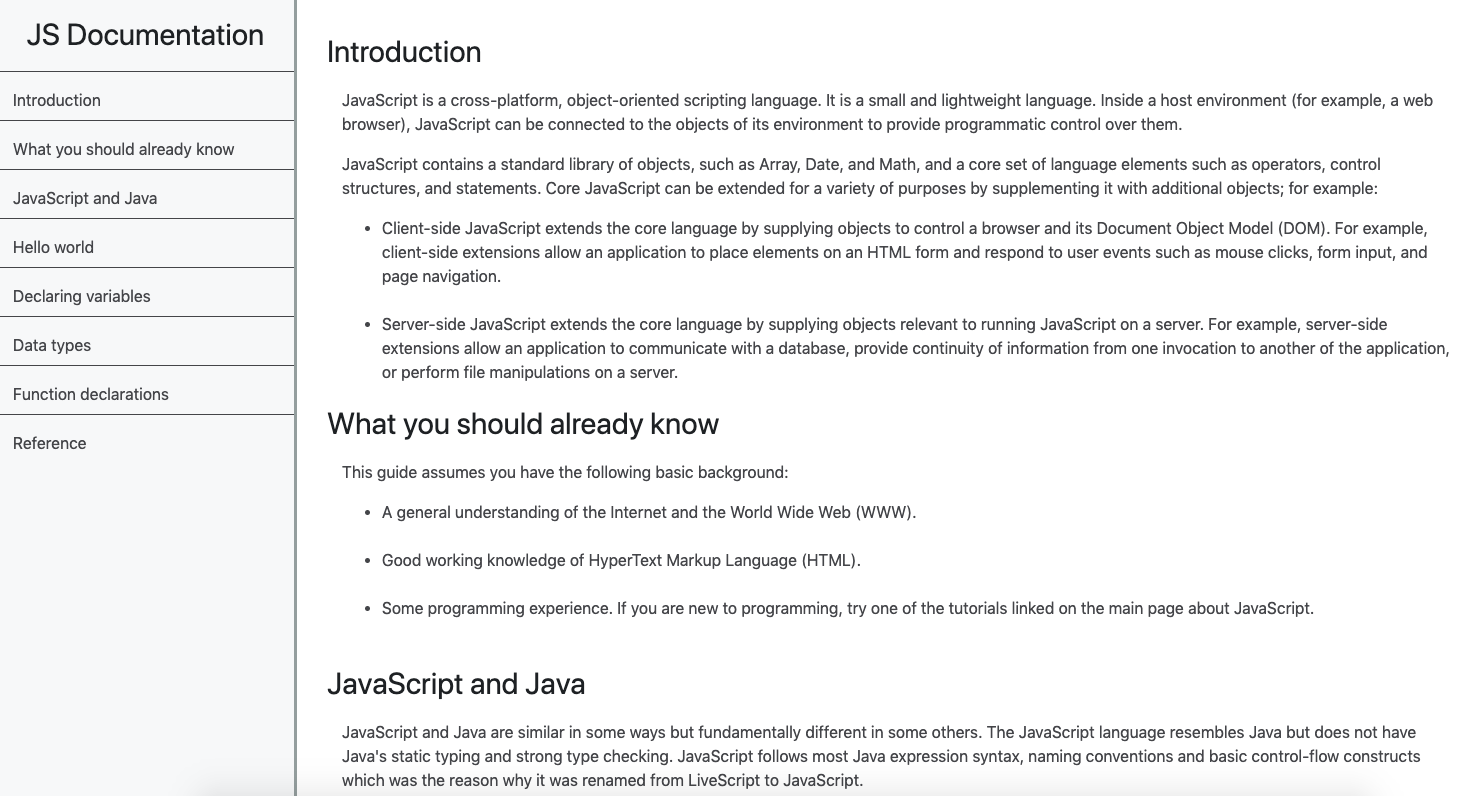 JS Documentation
Introduction
What you should already know
JavaScript and Java
Hello world
Declaring variables
Data types
Function declarations
Reference
Introduction
JavaScript is a cross-platform, object-oriented scripting language. It is a small and lightweight language. Inside a host environment (for example, a web
browser), JavaScript can be connected to the objects of its environment to provide programmatic control over them.
JavaScript contains a standard library of objects, such as Array, Date, and Math, and a core set of language elements such as operators, control
structures, and statements. Core JavaScript can be extended for a variety of purposes by supplementing it with additional objects; for example:
• Client-side JavaScript extends the core language by supplying objects to control a browser and its Document Object Model (DOM). For example,
client-side extensions allow an application to place elements on an HTML form and respond to user events such as mouse clicks, form input, and
page navigation.
• Server-side JavaScript extends the core language by supplying objects relevant to running JavaScript on a server. For example, server-side
extensions allow an application to communicate with a database, provide continuity of information from one invocation to another of the application,
or perform file manipulations on a server.
What you should already know
This guide assumes you have the following basic background:
• A general understanding of the Internet and the World Wide Web (WWW).
• Good working knowledge of HyperText Markup Language (HTML).
• Some programming experience. If you are new to programming, try one of the tutorials linked on the main page about JavaScript.
JavaScript and Java
JavaScript and Java are similar in some ways but fundamentally different in some others. The JavaScript language resembles Java but does not have
Java's static typing and strong type checking. JavaScript follows most Java expression syntax, naming conventions and basic control-flow constructs
which was the reason why it was renamed from LiveScript to JavaScript.